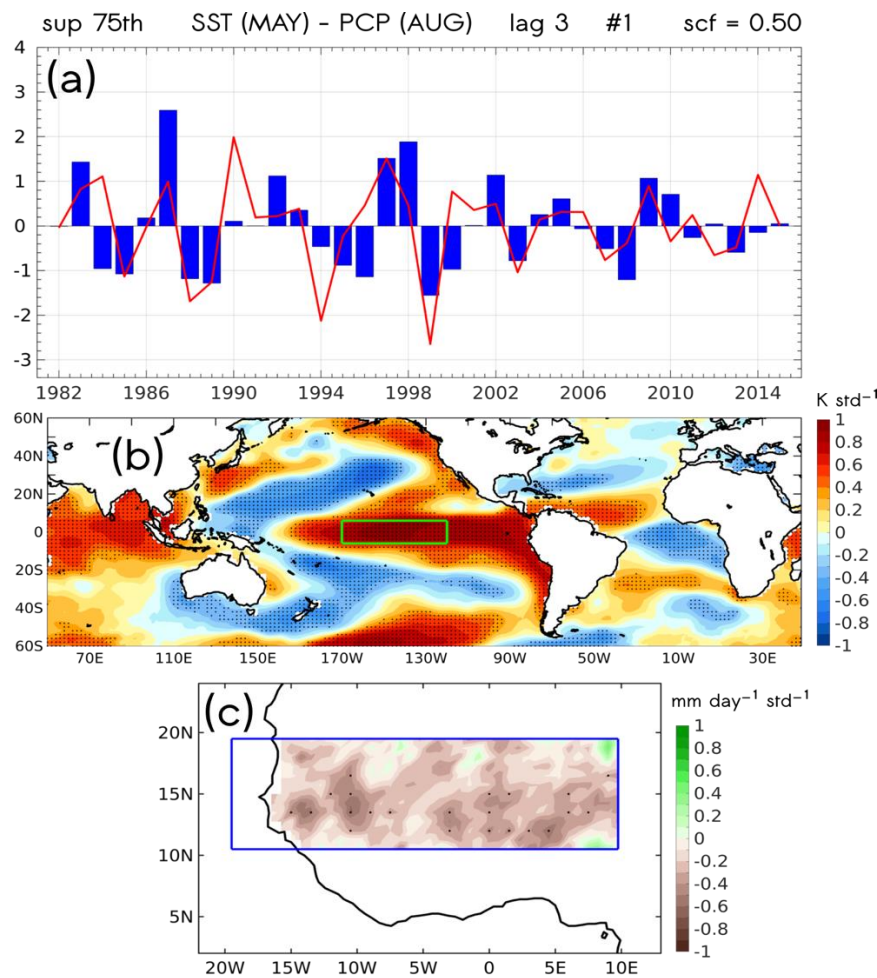 sup 75th SST (MAY) – PCP (AUG) lag 3 #1 scf = 0.50
(a)
4
3
2
1
0
-1
-2
-3
1982 1986 1990 1994 1998 2002 2006 2010 2014
K std⁻¹
(b)
60N
40N
20N
0
20S
40S
60S
70E 110E 150E 170W 130W 90W 50W 10W 30E
1
0.8
0.6
0.4
0.2
0
-0.2
-0.4
-0.6
-0.8
-1
(c)
mm day⁻¹ std⁻¹
20N
15N
10N
5N
20W 15W 10W 5W 0 5E 10E
1
0.8
0.6
0.4
0.2
0
-0.2
-0.4
-0.6
-0.8
-1